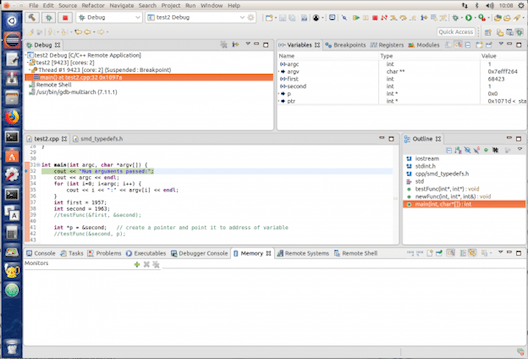 File Edit Source Refactor Navigate Search Project Run Window Help
10:08
Debug
test2 Debug
Quick Access
Debug
test2 Debug [C/C++ Remote Application]
test2 [9423] [cores: 2]
Thread #1 9423 [core: 2] (Suspended : Breakpoint)
main() at test2.cpp:32 0x1097e
Remote Shell
/usr/bin/gdb-multiarch (7.11.1)
Variables Breakpoints Registers Modules
Name Type Value
argc int 1
argv char ** 0x7efff264
first int 68423
second int 1
p int * 0x0
ptr int * 0x1071d
test2.cpp smd_typedefs.h
int main(int argc, char *argv[]) {
cout << "Num arguments passed:";
cout << argc << endl;
for (int i=0; i<argc; i++) {
cout << i << ":" << argv[i] << endl;
}
int first = 1957;
int second = 1963;
//testFunc(&first, &second);
int *p = &second; // create a pointer and point it to address of variable
//testFunc(&second, p);
Outline
iostream
stdint.h
cpp/smd_typedefs.h
std
testFunc(int*, int*) : void
newFunc(int, int*, int&) : void
main(int, char*[]) : int
Console Tasks Problems Executables Debugger Console Memory Remote Systems Remote Shell
Monitors